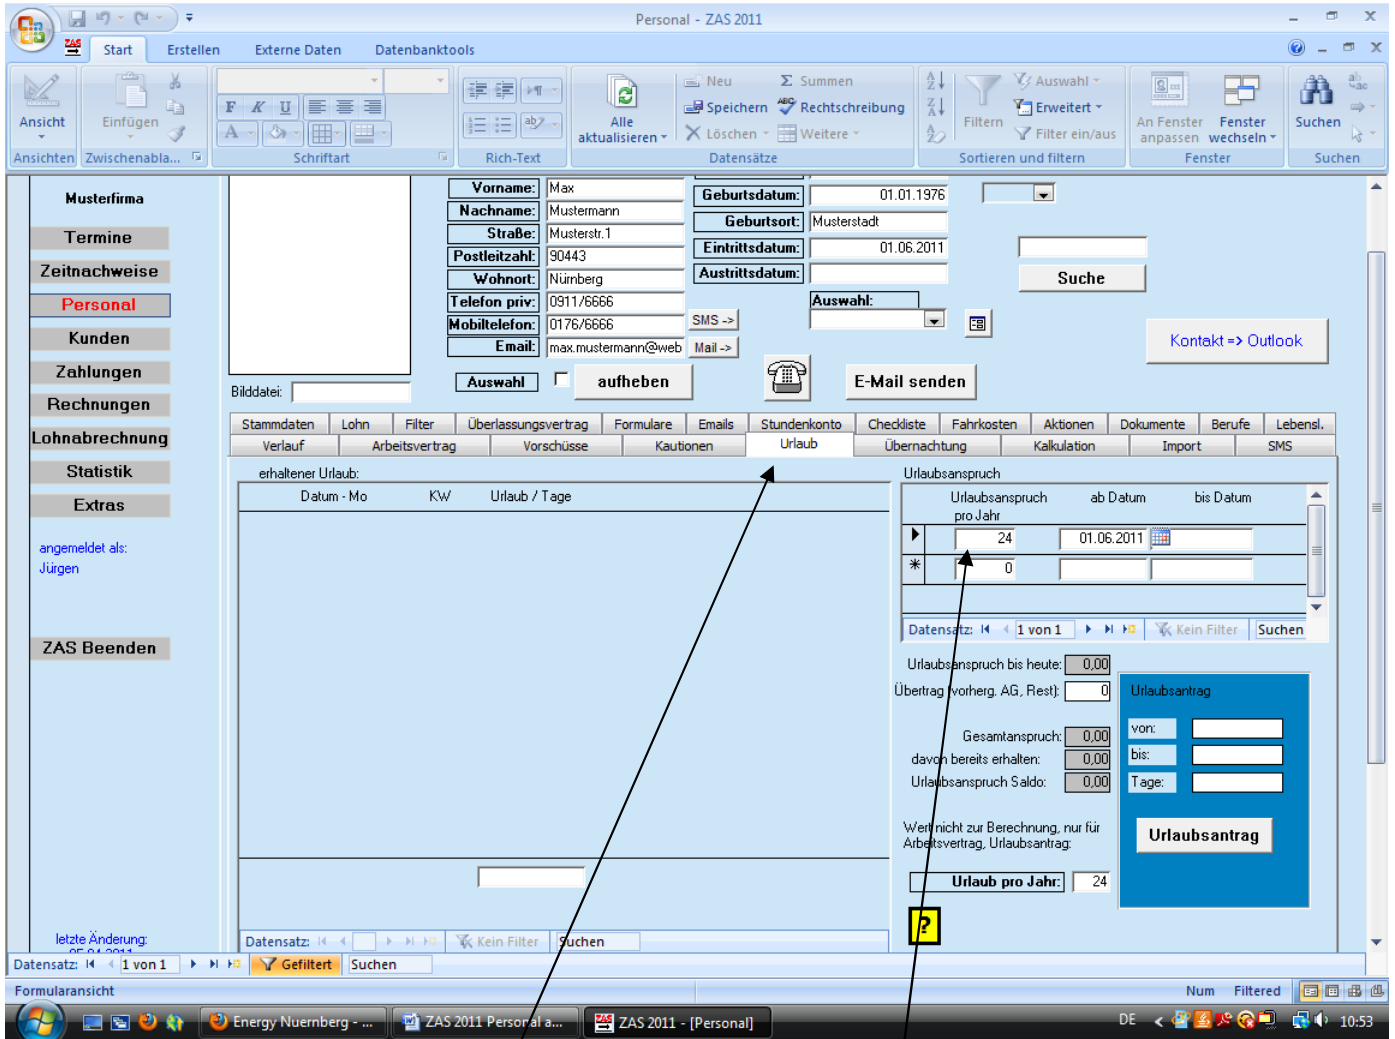 Personal - ZAS 2011
Start Erstellen Externe Daten Datenbanktools
Ansicht
Einfügen
F K U
Alle aktualisieren
Neu
Speichern
Löschen
Σ Summen
Rechtschreibung
Weitere
Filtern
Auswahl
Erweitert
Filter ein/aus
An Fenster anpassen
Fenster wechseln
Suchen
Ansichten Zwischenabla... Schriftart Rich-Text Datensätze Sortieren und filtern Fenster Suchen
Musterfirma
Termine
Zeitnachweise
Personal
Kunden
Zahlungen
Rechnungen
Lohnabrechnung
Statistik
Extras
angemeldet als:
Jürgen
ZAS Beenden
letzte Änderung:
Bilddatei:
Vorname: Max
Nachname: Mustermann
Straße: Musterstr.1
Postleitzahl: 90443
Wohnort: Nürnberg
Telefon priv: 0911/6666
Mobiltelefon: 0176/6666 SMS ->
Email: max.mustermann@web Mail ->
Auswahl aufheben
Geburtsdatum: 01.01.1976
Geburtsort: Musterstadt
Eintrittsdatum: 01.06.2011
Austrittsdatum:
Auswahl:
E-Mail senden
Suche
Kontakt => Outlook
Stammdaten Lohn Filter Überlassungsvertrag Formulare Emails Stundenkonto Checkliste Fahrkosten Aktionen Dokumente Berufe Lebensl.
Verlauf Arbeitsvertrag Vorschüsse Kautionen Urlaub Übernachtung Kalkulation Import SMS
erhaltener Urlaub:
Datum - Mo KW Urlaub / Tage
Datensatz: Kein Filter Suchen
Urlaubsanspruch
Urlaubsanspruch pro Jahr ab Datum bis Datum
24 01.06.2011
0
Datensatz: 1 von 1 Kein Filter Suchen
Urlaubsanspruch bis heute: 0,00
Übertrag (vorherg. AG, Rest): 0
Gesamtanspruch: 0,00
davon bereits erhalten: 0,00
Urlaubsanspruch Saldo: 0,00
Wert nicht zur Berechnung, nur für
Arbeitsvertrag, Urlaubsantrag:
Urlaub pro Jahr: 24
?
Urlaubsantrag
von:
bis:
Tage:
Urlaubsantrag
Datensatz: 1 von 1 Gefiltert Suchen
Formularansicht Num Filtered
Energy Nuernberg - ... ZAS 2011 Personal a... ZAS 2011 - [Personal] DE 10:53